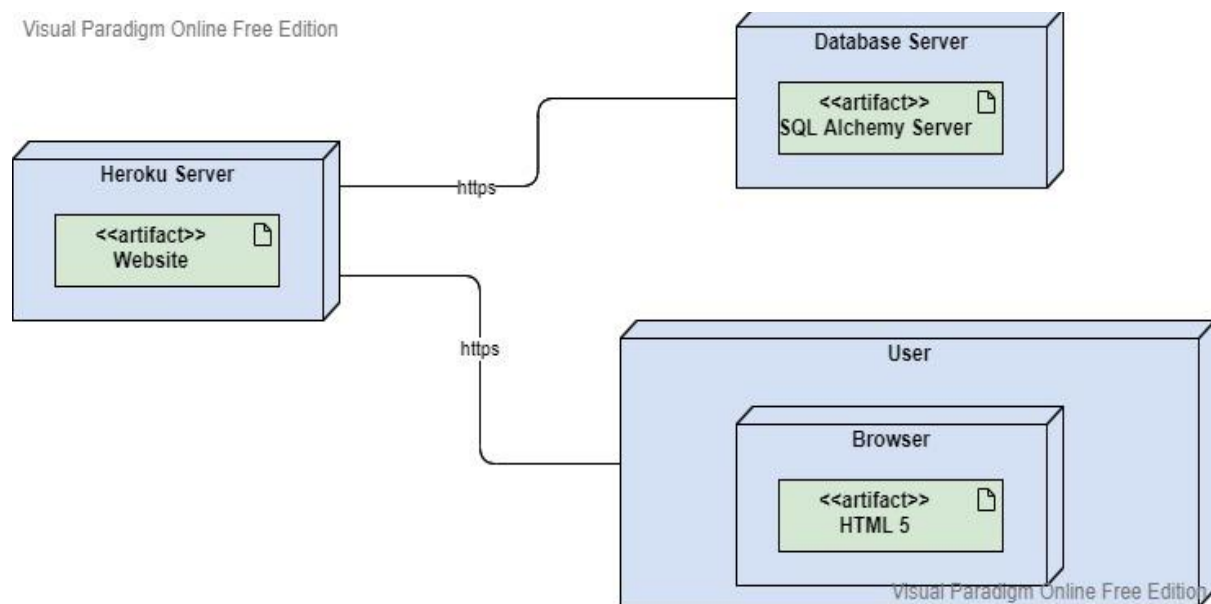 Visual Paradigm Online Free Edition
Database Server
<<artifact>>
SQL Alchemy Server
Heroku Server
<<artifact>>
Website
https
https
User
Browser
<<artifact>>
HTML 5
Visual Paradigm Online Free Edition